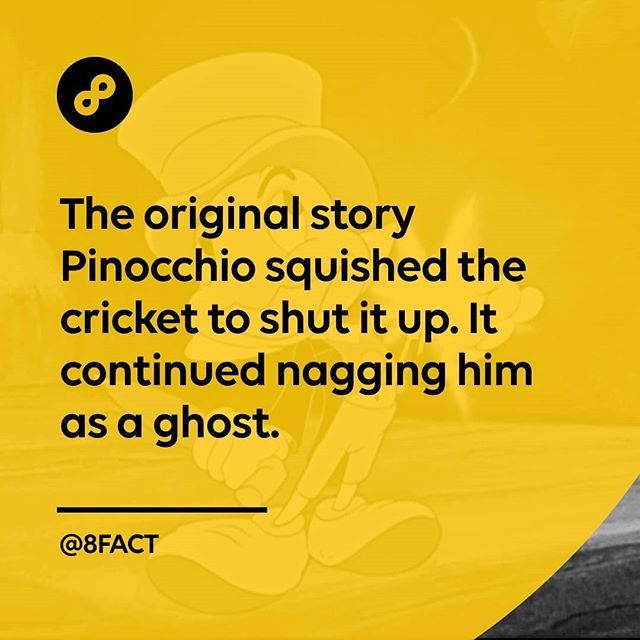 The original story
Pinocchio squished the
cricket to shut it up. It
continued nagging him
as a ghost.
@8FACT